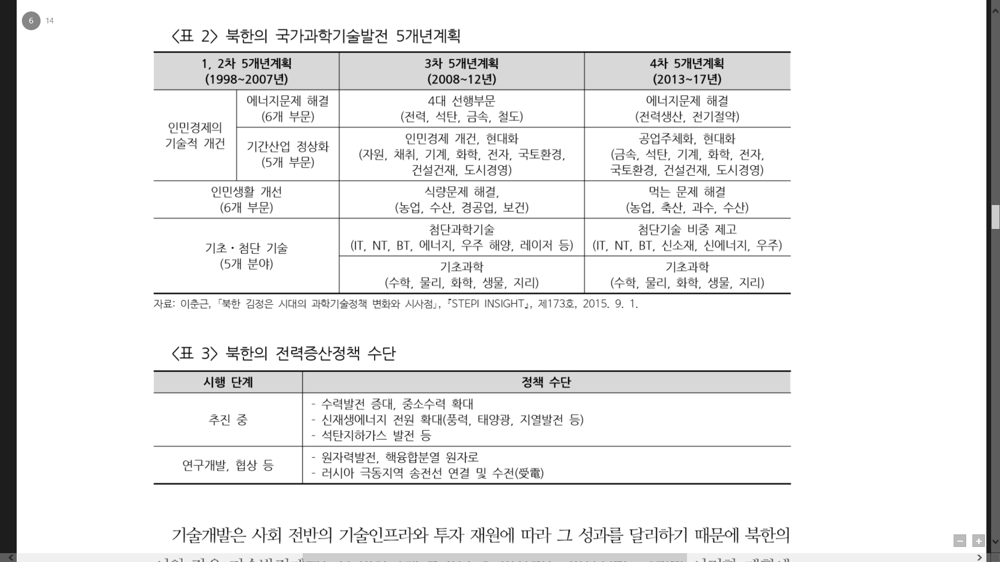 6 14
<표 2> 북한의 국가과학기술발전 5개년계획
1, 2차 5개년계획
(1998~2007년)
3차 5개년계획
(2008~12년)
4차 5개년계획
(2013~17년)
인민경제의
기술적 개건
에너지문제 해결
(6개 부문)
4대 선행부문
(전력, 석탄, 금속, 철도)
에너지문제 해결
(전력생산, 전기절약)
기간산업 정상화
(5개 부문)
인민경제 개건, 현대화
(자원, 채취, 기계, 화학, 전자, 국토환경,
건설건재, 도시경영)
공업주체화, 현대화
(금속, 석탄, 기계, 화학, 전자,
국토환경, 건설건재, 도시경영)
인민생활 개선
(6개 부문)
식량문제 해결,
(농업, 수산, 경공업, 보건)
먹는 문제 해결
(농업, 축산, 과수, 수산)
기초·첨단 기술
(5개 분야)
첨단과학기술
(IT, NT, BT, 에너지, 우주 해양, 레이저 등)
첨단기술 비중 제고
(IT, NT, BT, 신소재, 신에너지, 우주)
기초과학
(수학, 물리, 화학, 생물, 지리)
기초과학
(수학, 물리, 화학, 생물, 지리)
자료: 이춘근, 「북한 김정은 시대의 과학기술정책 변화와 시사점」, 『STEPI INSIGHT』, 제173호, 2015. 9. 1.
<표 3> 북한의 전력증산정책 수단
시행 단계
정책 수단
추진 중
- 수력발전 증대, 중소수력 확대
- 신재생에너지 전원 확대(풍력, 태양광, 지열발전 등)
- 석탄지하가스 발전 등
연구개발, 협상 등
- 원자력발전, 핵융합분열 원자로
- 러시아 극동지역 송전선 연결 및 수전(受電)
기술개발은 사회 전반의 기술인프라와 투자 재원에 따라 그 성과를 달리하기 때문에 북한의